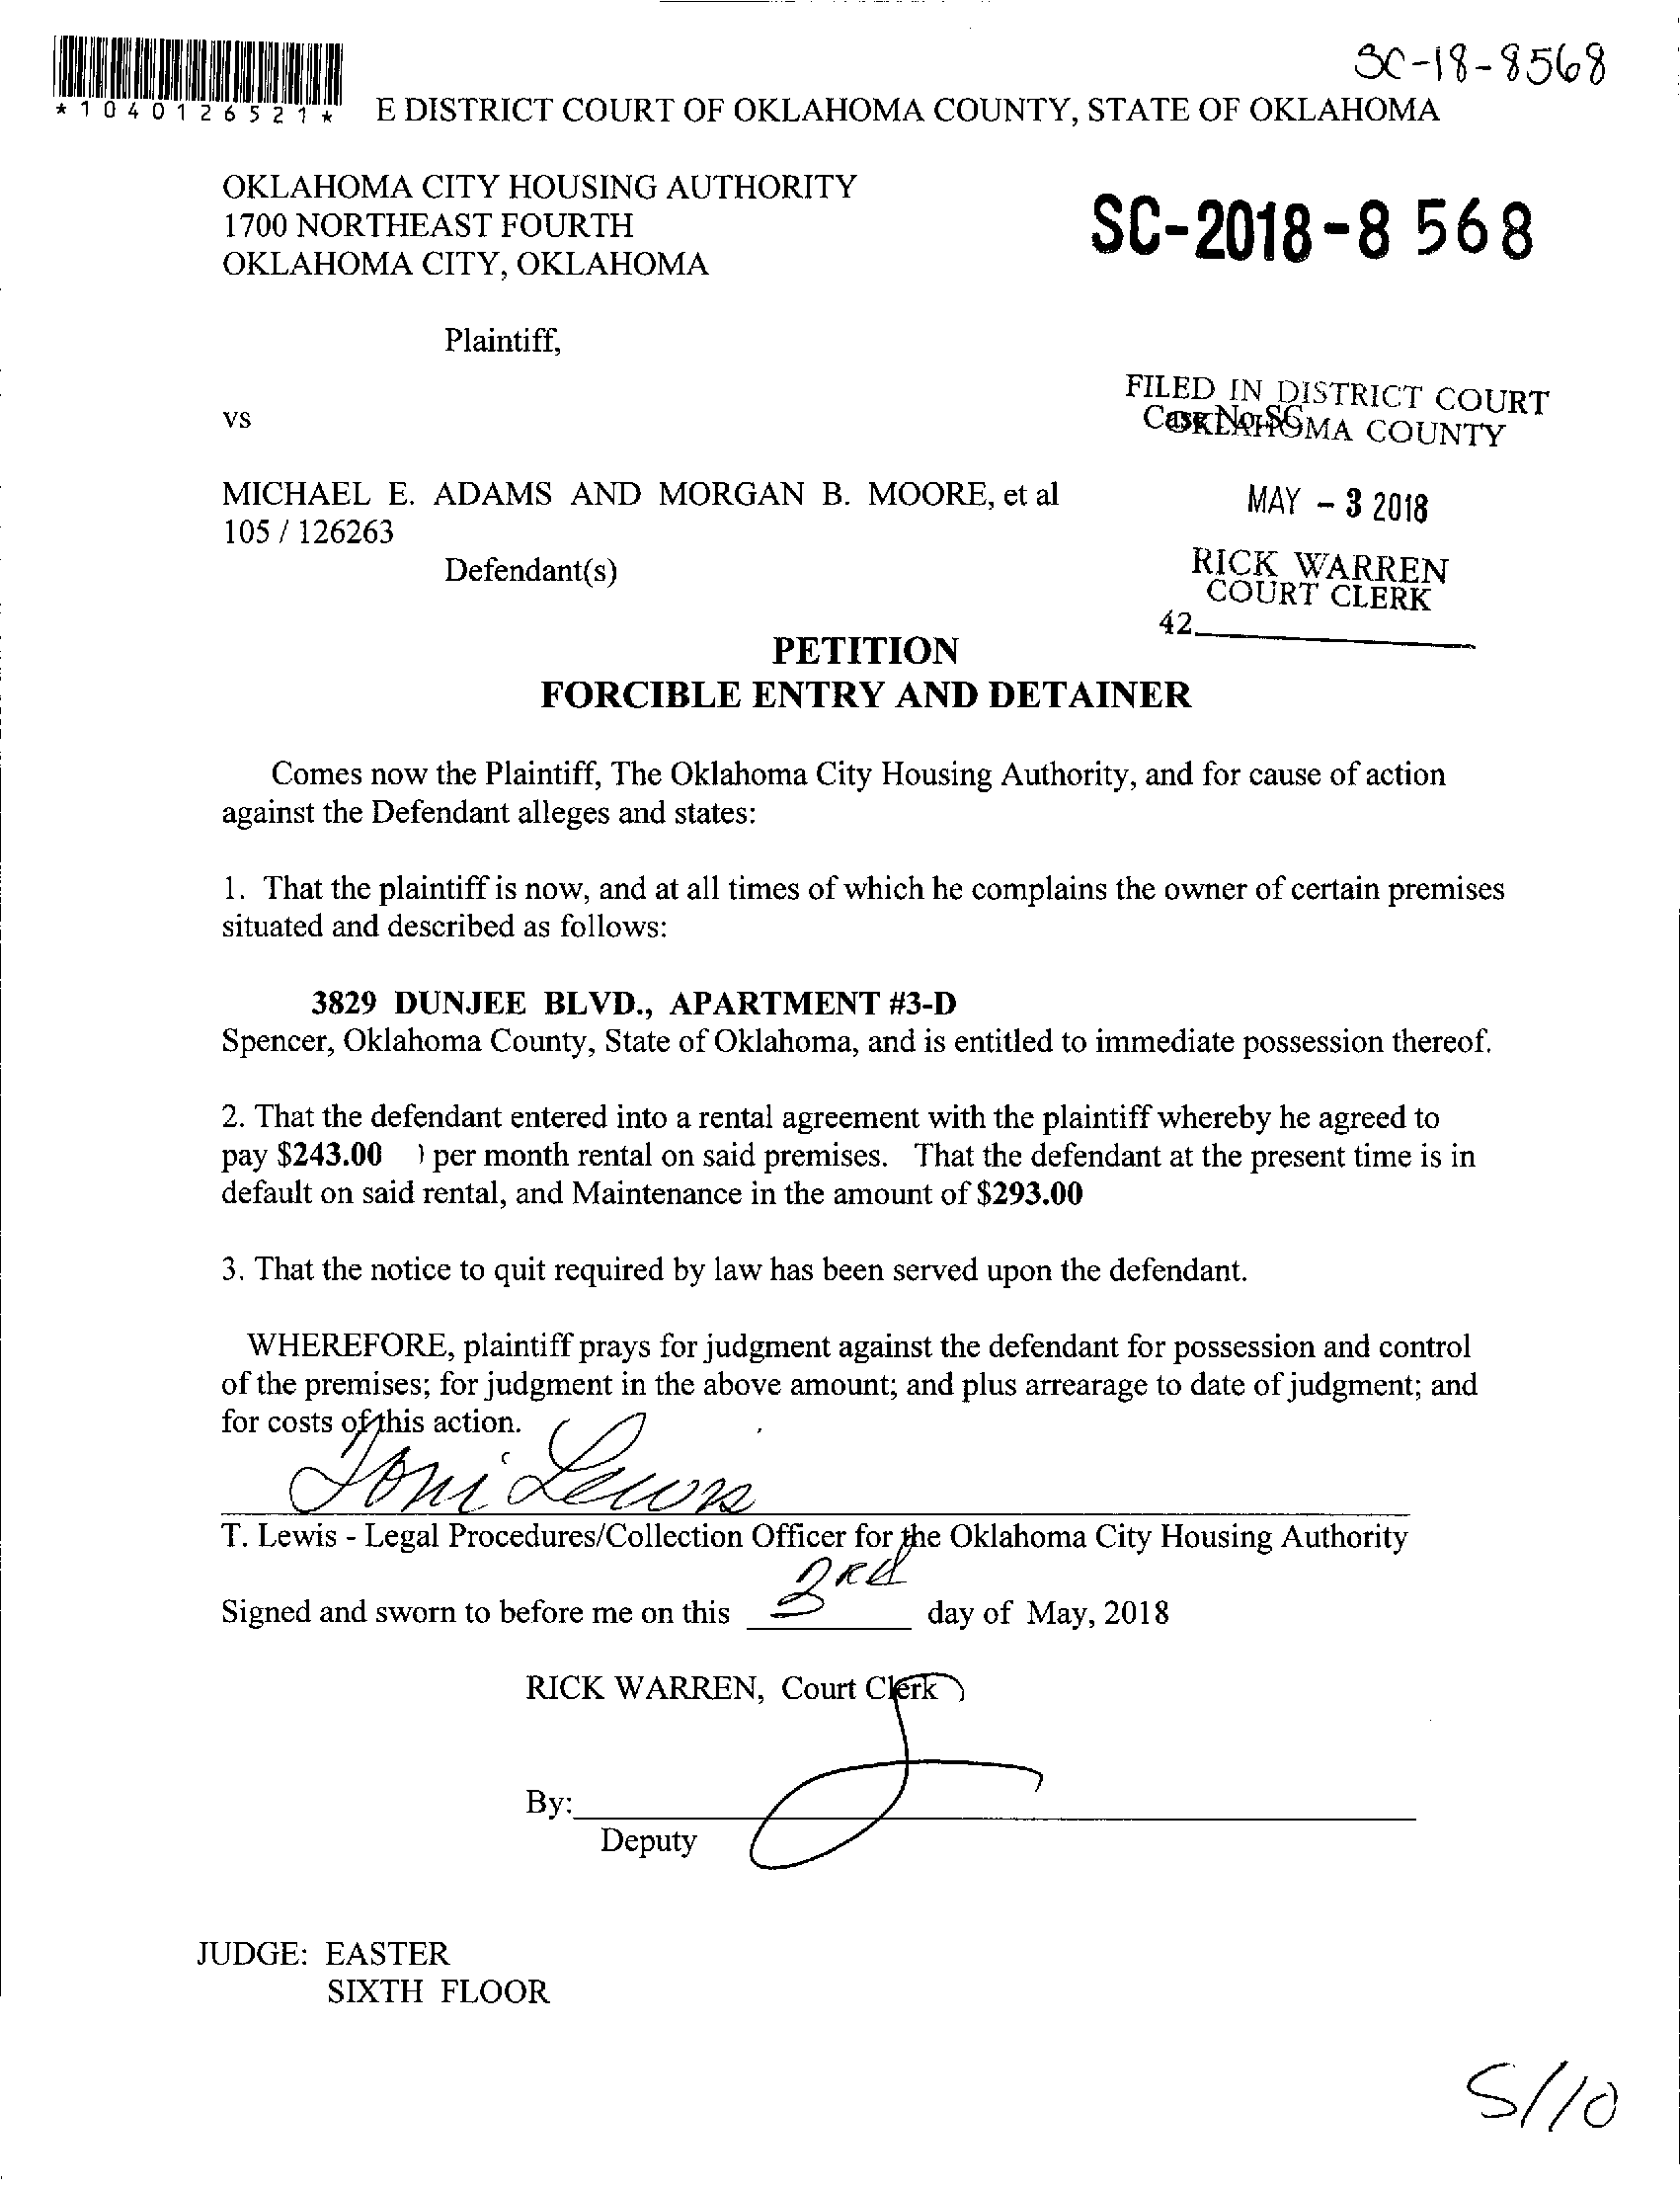 SC-18-8568
*1040126521*
E DISTRICT COURT OF OKLAHOMA COUNTY, STATE OF OKLAHOMA
OKLAHOMA CITY HOUSING AUTHORITY
1700 NORTHEAST FOURTH
OKLAHOMA CITY, OKLAHOMA
SC-2018-8 568
Plaintiff,
FILED IN DISTRICT COURT
OKLAHOMA COUNTY
Case No. SC
vs
MICHAEL E. ADAMS AND MORGAN B. MOORE, et al
105 / 126263
Defendant(s)
MAY - 3 2018
RICK WARREN
COURT CLERK
42
PETITION
FORCIBLE ENTRY AND DETAINER
Comes now the Plaintiff, The Oklahoma City Housing Authority, and for cause of action
against the Defendant alleges and states:
1. That the plaintiff is now, and at all times of which he complains the owner of certain premises
situated and described as follows:
3829 DUNJEE BLVD., APARTMENT #3-D
Spencer, Oklahoma County, State of Oklahoma, and is entitled to immediate possession thereof.
2. That the defendant entered into a rental agreement with the plaintiff whereby he agreed to
pay $243.00 ) per month rental on said premises. That the defendant at the present time is in
default on said rental, and Maintenance in the amount of $293.00
3. That the notice to quit required by law has been served upon the defendant.
WHEREFORE, plaintiff prays for judgment against the defendant for possession and control
of the premises; for judgment in the above amount; and plus arrearage to date of judgment; and
for costs of this action.
Toni Lewis
T. Lewis - Legal Procedures/Collection Officer for the Oklahoma City Housing Authority
Signed and sworn to before me on this 3rd day of May, 2018
RICK WARREN, Court Clerk
By:
Deputy
JUDGE: EASTER
SIXTH FLOOR
5/10